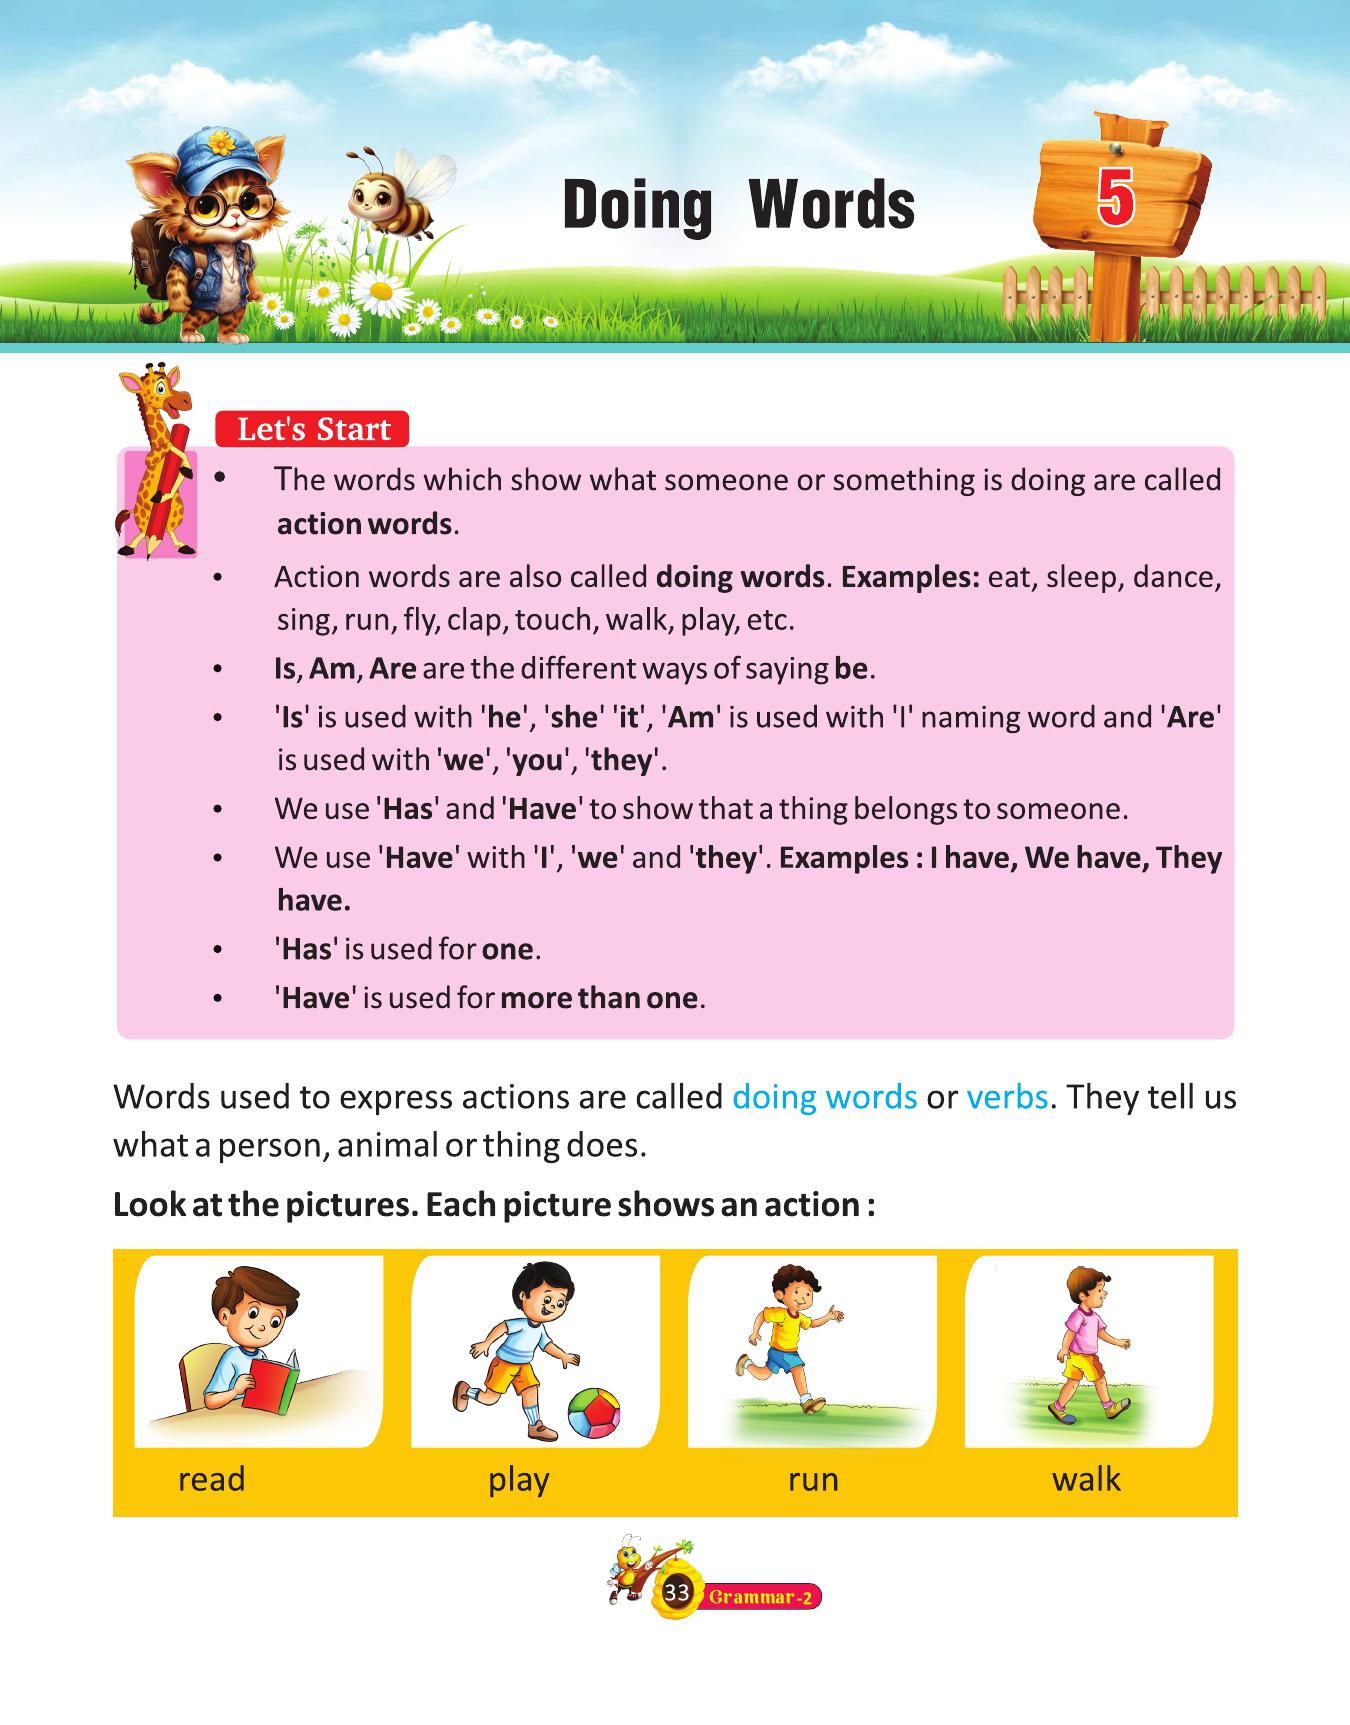 Doing Words
5
Let's Start
• The words which show what someone or something is doing are called
action words.
• Action words are also called doing words. Examples: eat, sleep, dance,
sing, run, fly, clap, touch, walk, play, etc.
• Is, Am, Are are the different ways of saying be.
• 'Is' is used with 'he', 'she' 'it', 'Am' is used with 'I' naming word and 'Are'
is used with 'we', 'you', 'they'.
• We use 'Has' and 'Have' to show that a thing belongs to someone.
• We use 'Have' with 'I', 'we' and 'they'. Examples : I have, We have, They
have.
• 'Has' is used for one.
• 'Have' is used for more than one.
Words used to express actions are called doing words or verbs. They tell us
what a person, animal or thing does.
Look at the pictures. Each picture shows an action :
read play run walk
33 Grammar-2